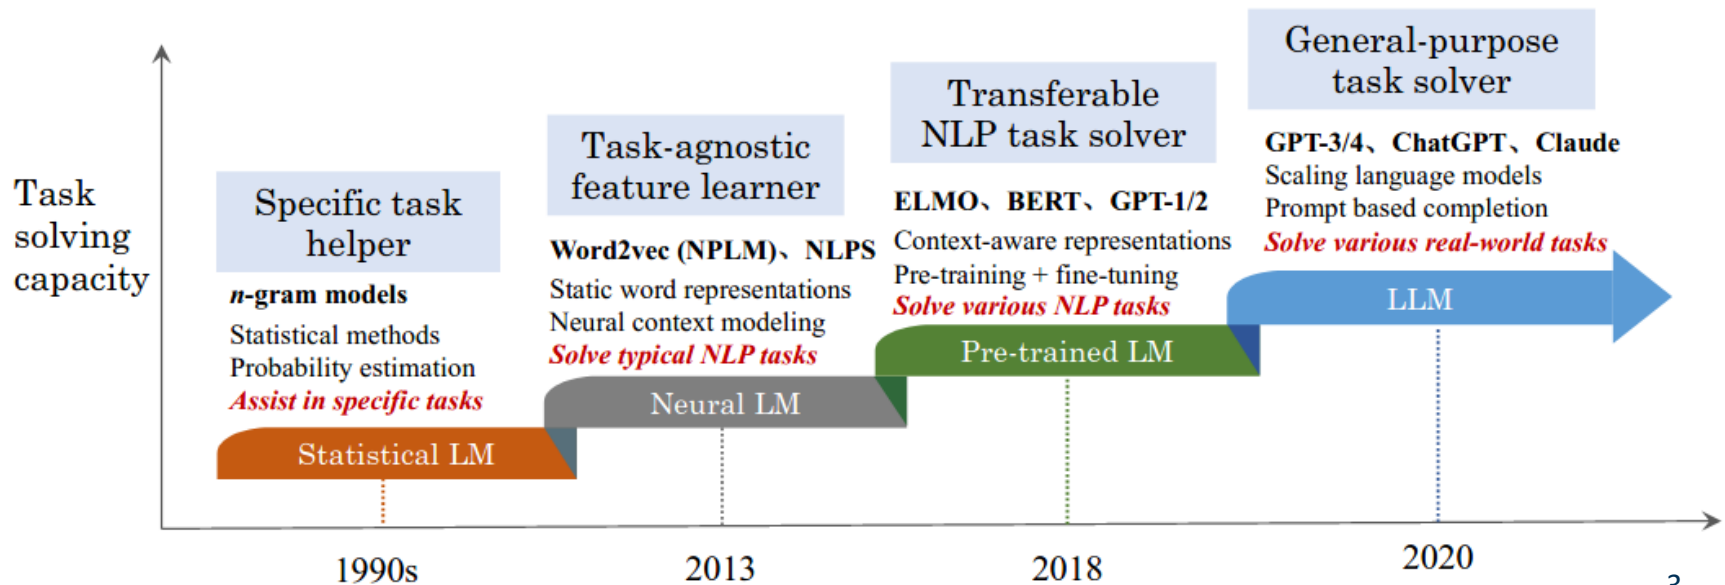 Task
solving
capacity
Specific task
helper
n-gram models
Statistical methods
Probability estimation
Assist in specific tasks
Statistical LM
1990s
Task-agnostic
feature learner
Word2vec (NPLM)、NLPS
Static word representations
Neural context modeling
Solve typical NLP tasks
Neural LM
2013
Transferable
NLP task solver
ELMO、BERT、GPT-1/2
Context-aware representations
Pre-training + fine-tuning
Solve various NLP tasks
Pre-trained LM
2018
General-purpose
task solver
GPT-3/4、ChatGPT、Claude
Scaling language models
Prompt based completion
Solve various real-world tasks
LLM
2020